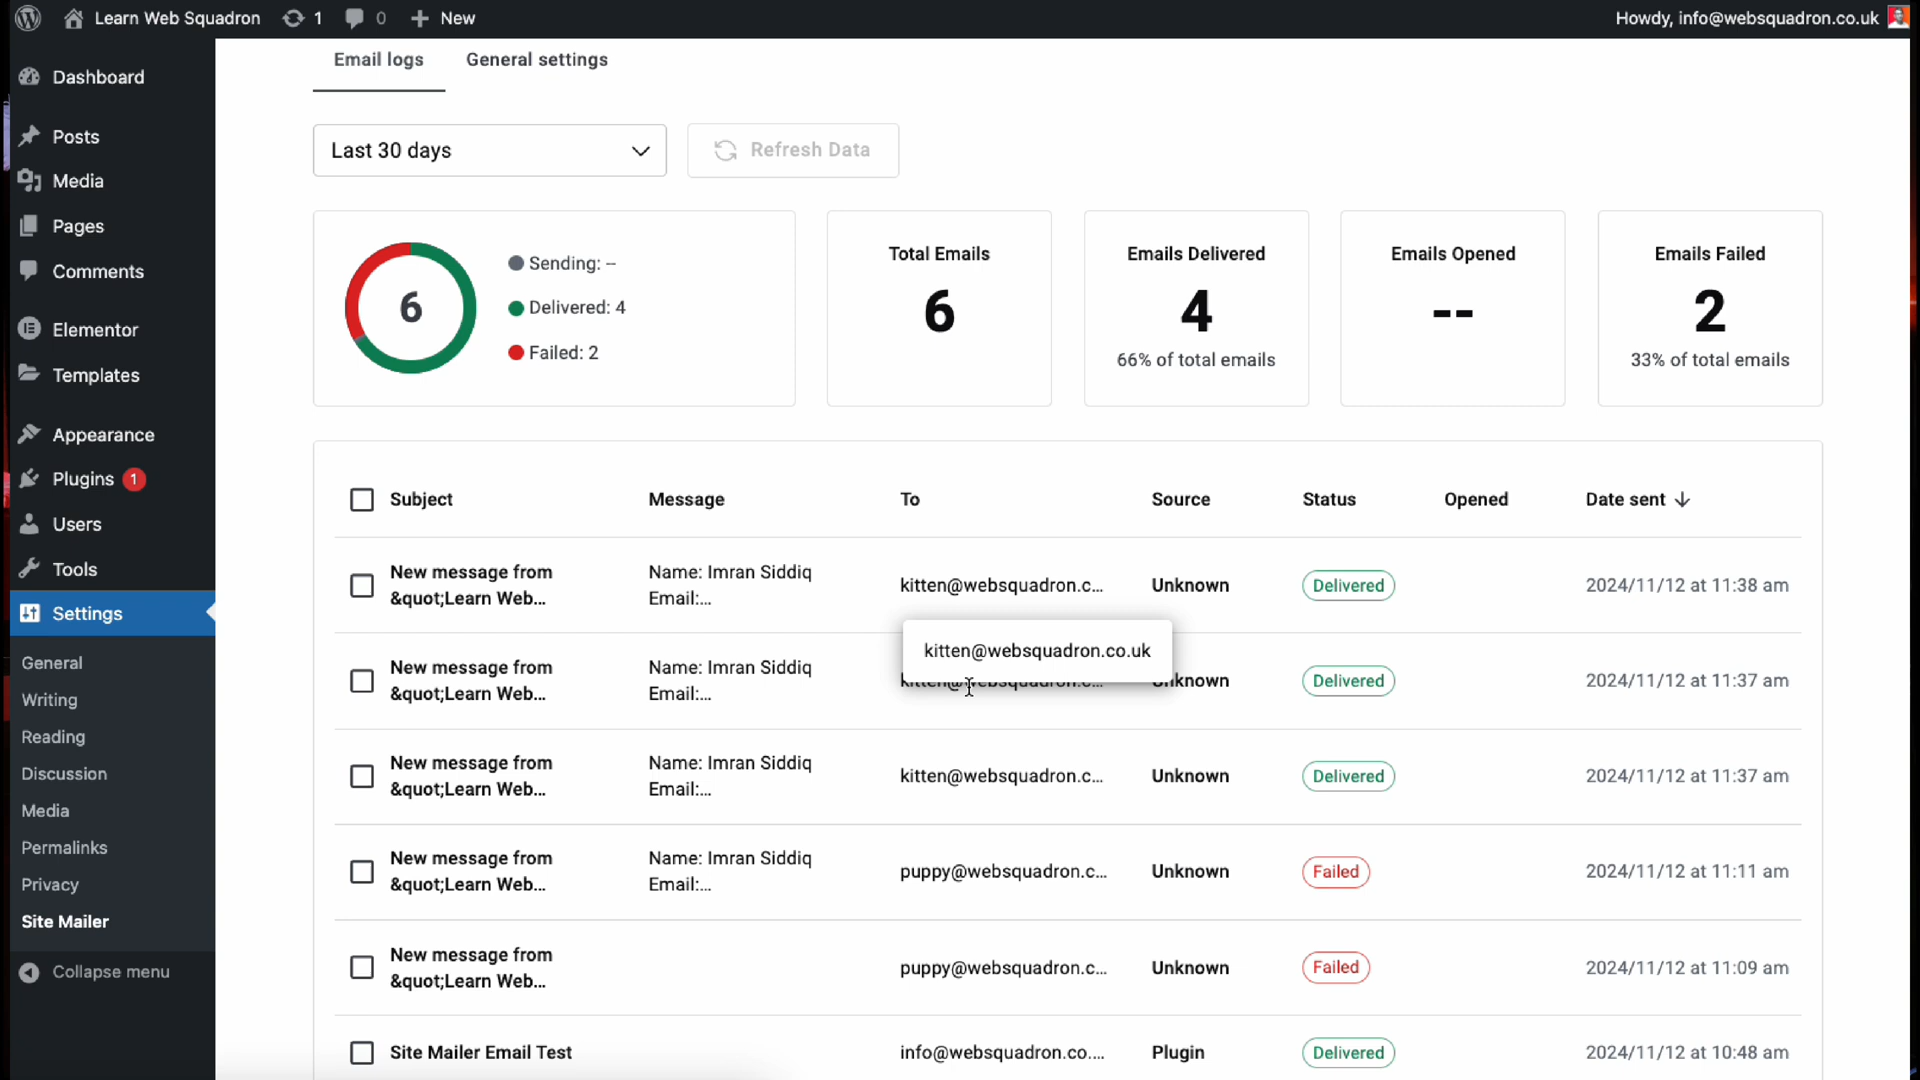 Learn Web Squadron 1 0 New Howdy, info@websquadron.co.uk
Dashboard
Posts
Media
Pages
Comments
Elementor
Templates
Appearance
Plugins 1
Users
Tools
Settings
General
Writing
Reading
Discussion
Media
Permalinks
Privacy
Site Mailer
Collapse menu
Email logs General settings
Last 30 days Refresh Data
6
Sending: --
Delivered: 4
Failed: 2
Total Emails
6
Emails Delivered
4
66% of total emails
Emails Opened
--
Emails Failed
2
33% of total emails
Subject Message To Source Status Opened Date sent
New message from
&quot;Learn Web...
Name: Imran Siddiq
Email:...
kitten@websquadron.c... Unknown Delivered 2024/11/12 at 11:38 am
kitten@websquadron.co.uk
New message from
&quot;Learn Web...
Name: Imran Siddiq
Email:...
kitten@websquadron.c... Unknown Delivered 2024/11/12 at 11:37 am
New message from
&quot;Learn Web...
Name: Imran Siddiq
Email:...
kitten@websquadron.c... Unknown Delivered 2024/11/12 at 11:37 am
New message from
&quot;Learn Web...
Name: Imran Siddiq
Email:...
puppy@websquadron.c... Unknown Failed 2024/11/12 at 11:11 am
New message from
&quot;Learn Web...
puppy@websquadron.c... Unknown Failed 2024/11/12 at 11:09 am
Site Mailer Email Test info@websquadron.co.... Plugin Delivered 2024/11/12 at 10:48 am